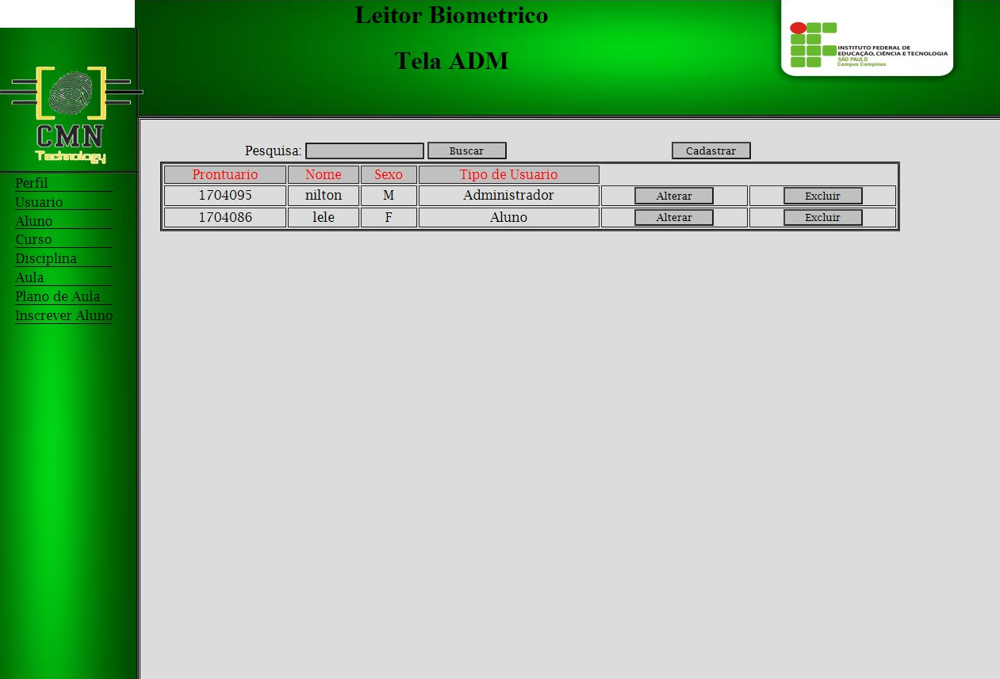 Leitor Biometrico
Tela ADM
INSTITUTO FEDERAL DE
EDUCAÇÃO, CIÊNCIA E TECNOLOGIA
SÃO PAULO
Campus Campinas
CMN
Technology
Perfil
Usuario
Aluno
Curso
Disciplina
Aula
Plano de Aula
Inscrever Aluno
Pesquisa: Buscar Cadastrar
Prontuario Nome Sexo Tipo de Usuario
1704095 nilton M Administrador Alterar Excluir
1704086 lele F Aluno Alterar Excluir